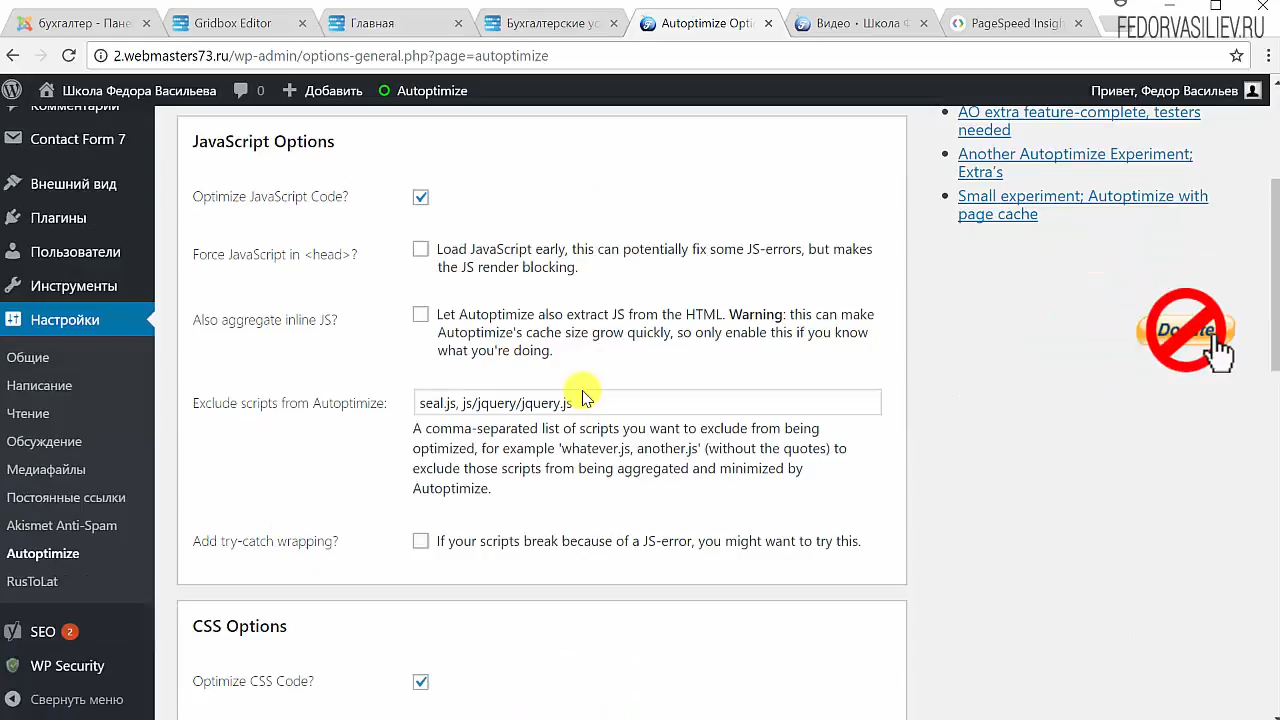 бухгалтер - Пане
Gridbox Editor
Главная
Бухгалтерские ус
Autoptimize Opti
Видео - Школа Ф
PageSpeed Insigh
FEDORVASILIEV.RU
2.webmasters73.ru/wp-admin/options-general.php?page=autoptimize
Школа Федора Васильева
0
Добавить
Autoptimize
Привет, Федор Васильев
Комментарии
Contact Form 7
Внешний вид
Плагины
Пользователи
Инструменты
Настройки
Общие
Написание
Чтение
Обсуждение
Медиафайлы
Постоянные ссылки
Akismet Anti-Spam
Autoptimize
RusToLat
SEO 2
WP Security
Свернуть меню
JavaScript Options
Optimize JavaScript Code?
Force JavaScript in <head>?
Load JavaScript early, this can potentially fix some JS-errors, but makes
the JS render blocking.
Also aggregate inline JS?
Let Autoptimize also extract JS from the HTML. Warning: this can make
Autoptimize's cache size grow quickly, so only enable this if you know
what you're doing.
Exclude scripts from Autoptimize:
seal.js, js/jquery/jquery.js
A comma-separated list of scripts you want to exclude from being
optimized, for example 'whatever.js, another.js' (without the quotes) to
exclude those scripts from being aggregated and minimized by
Autoptimize.
Add try-catch wrapping?
If your scripts break because of a JS-error, you might want to try this.
CSS Options
Optimize CSS Code?
AO extra feature-complete, testers
needed
Another Autoptimize Experiment;
Extra's
Small experiment; Autoptimize with
page cache
Donate